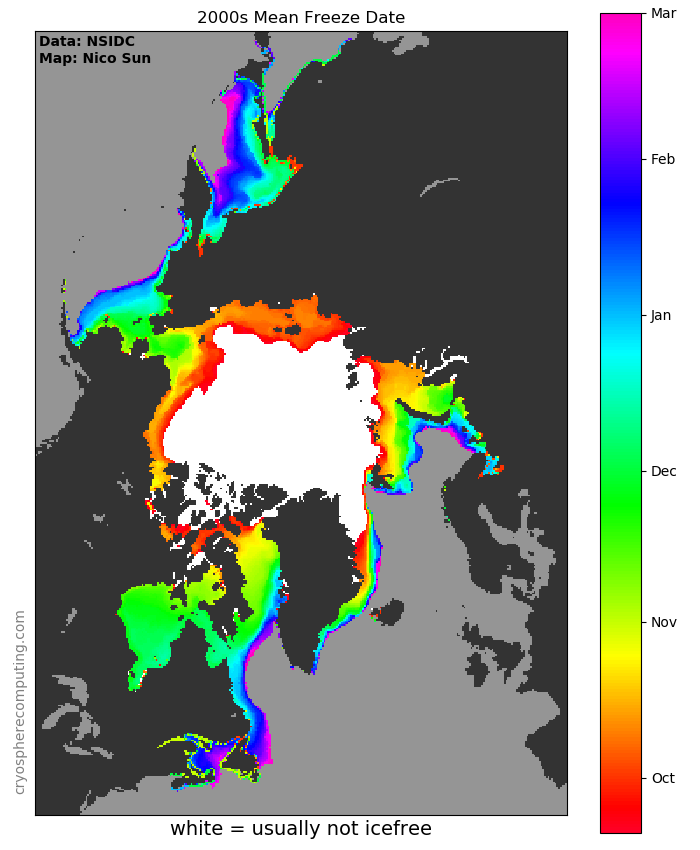 2000s Mean Freeze Date
Data: NSIDC
Map: Nico Sun
Mar
Feb
Jan
Dec
Nov
Oct
cryospherecomputing.com
white = usually not icefree